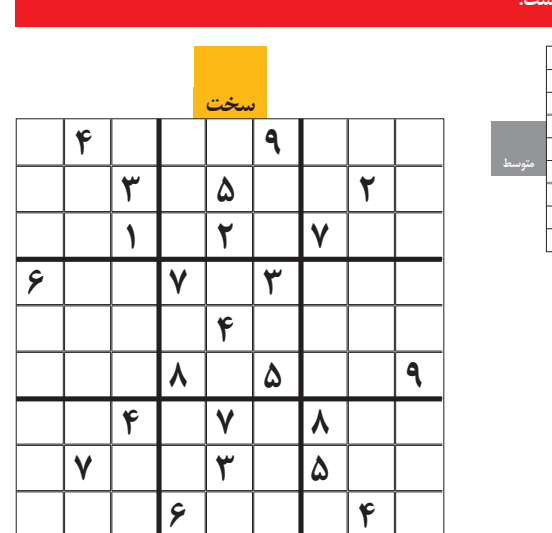 ست.
سخت
متوسط
۴ ۹
۳ ۵ ۲
۱ ۲ ۷
۶ ۷ ۳
۴
۸ ۵ ۹
۴ ۷ ۸
۷ ۳ ۵
۶ ۴